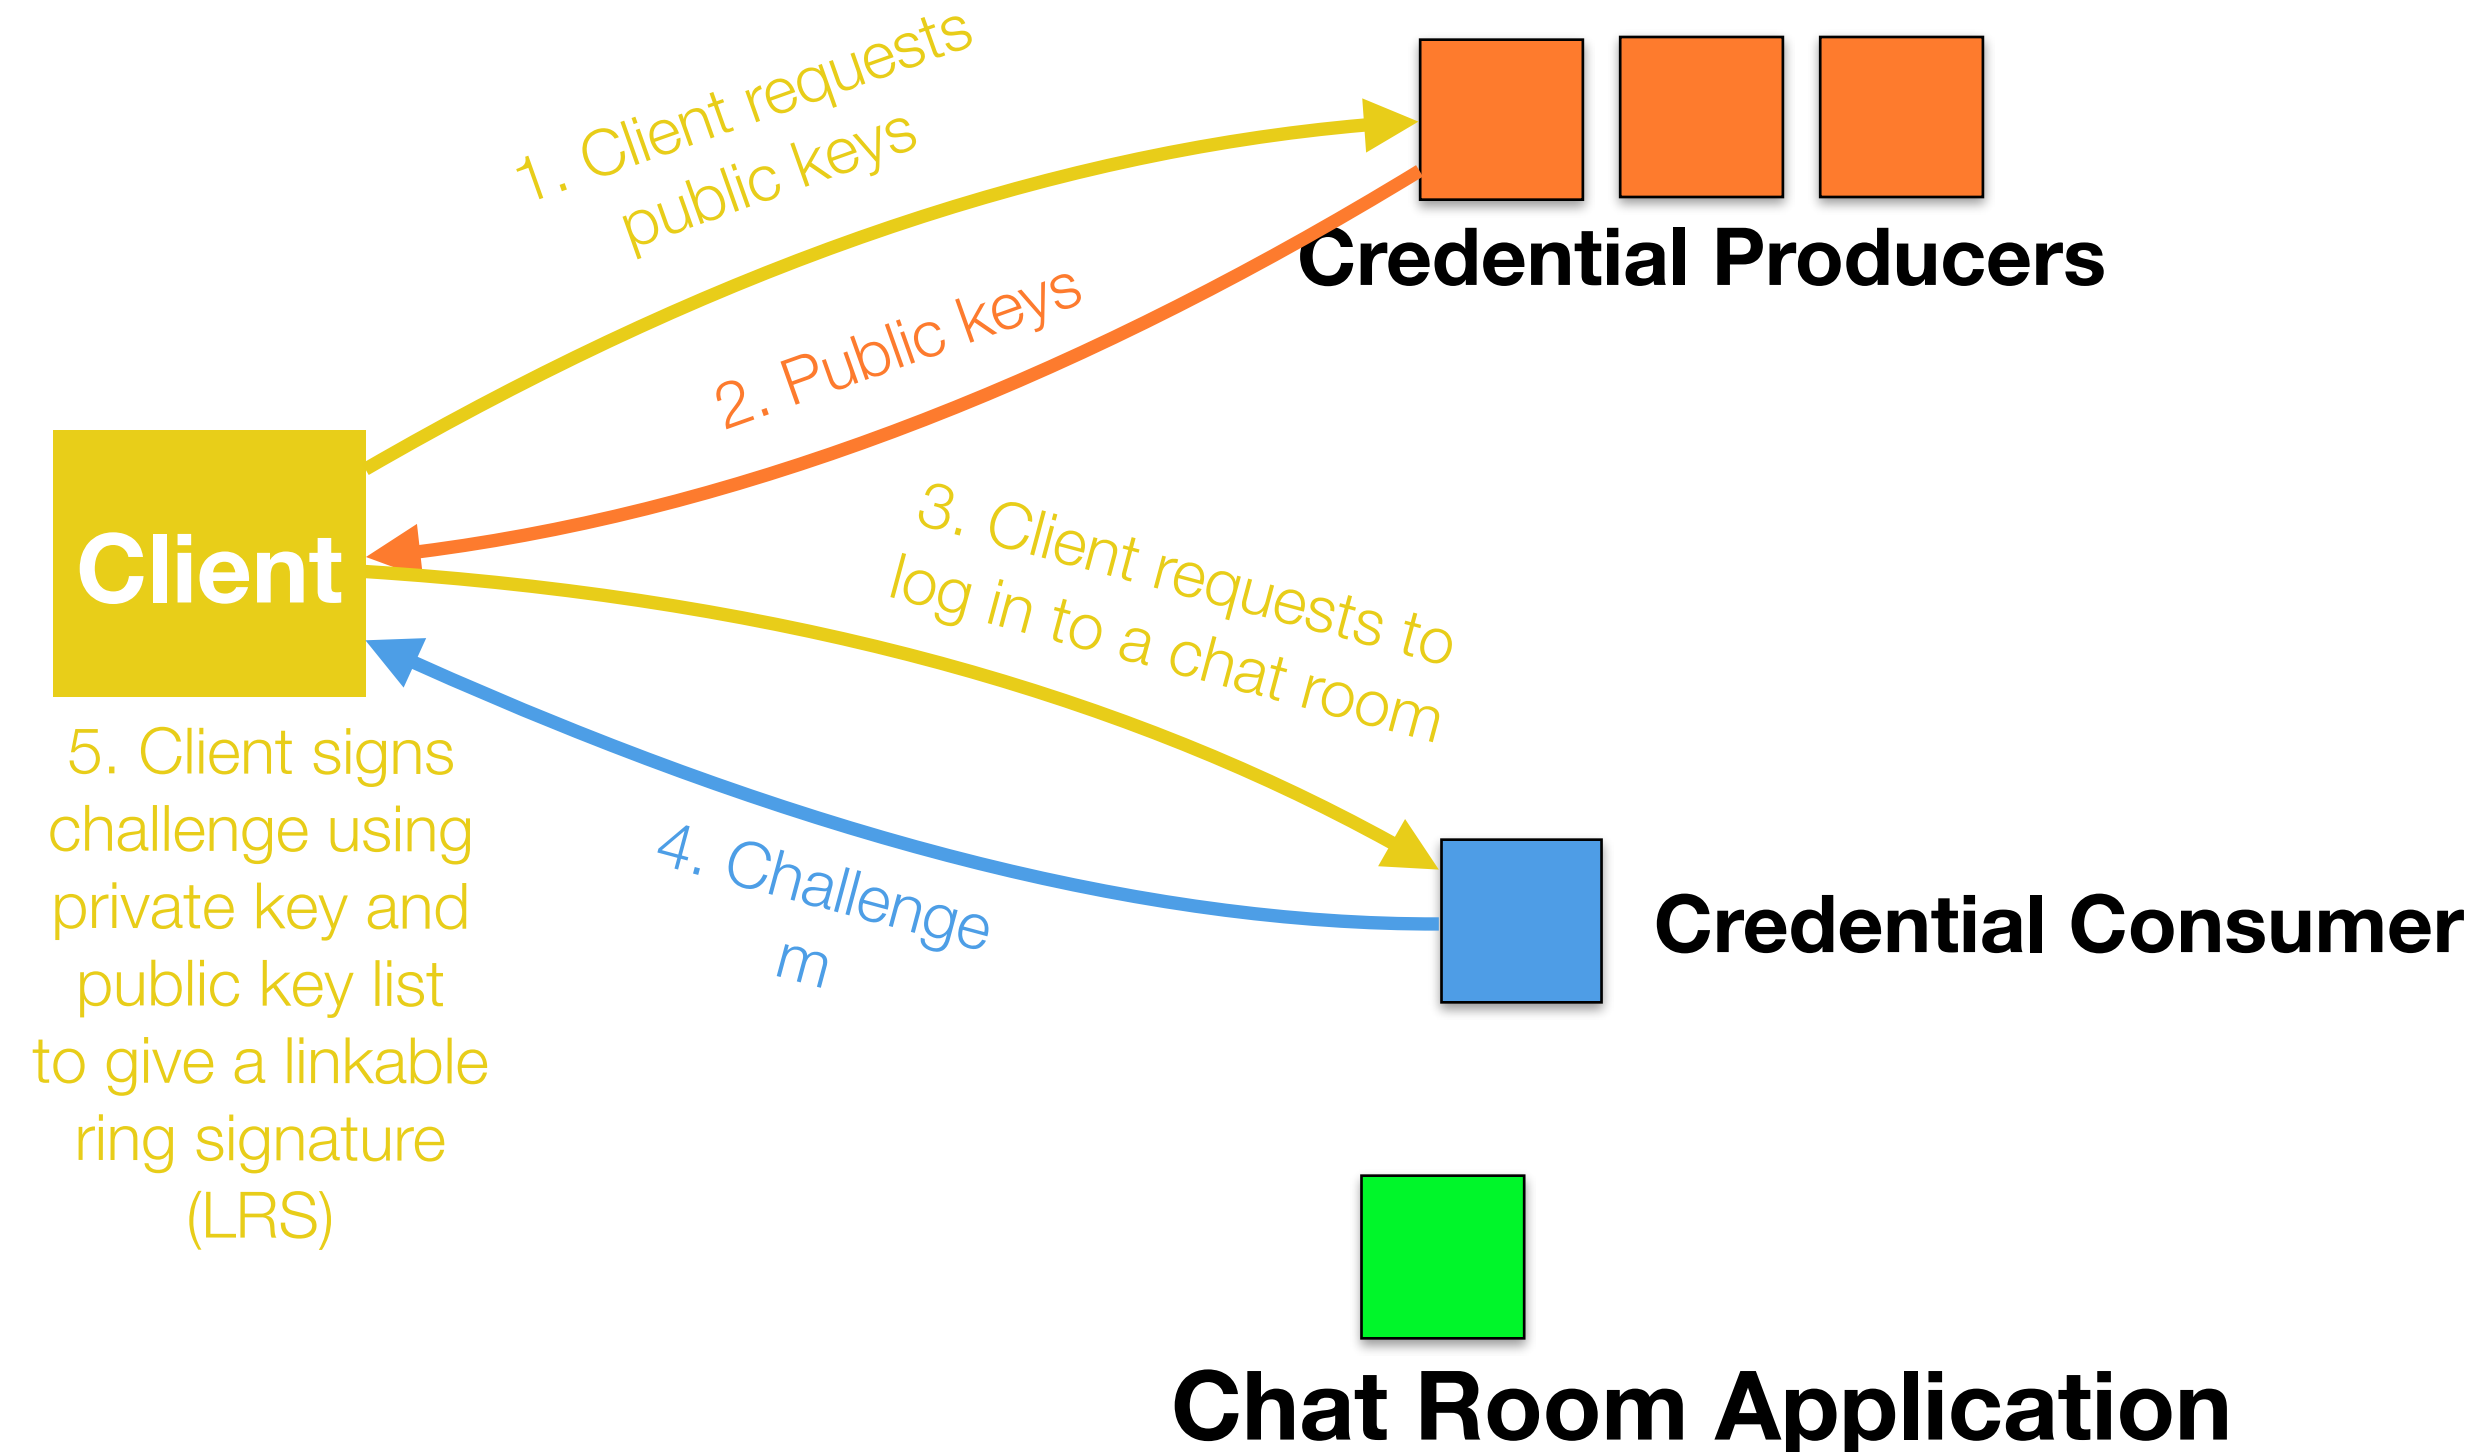 1. Client requests
public keys
Credential Producers
2. Public keys
3. Client requests to
log in to a chat room
Client
5. Client signs
challenge using
private key and
public key list
to give a linkable
ring signature
(LRS)
4. Challenge
m
Credential Consumer
Chat Room Application